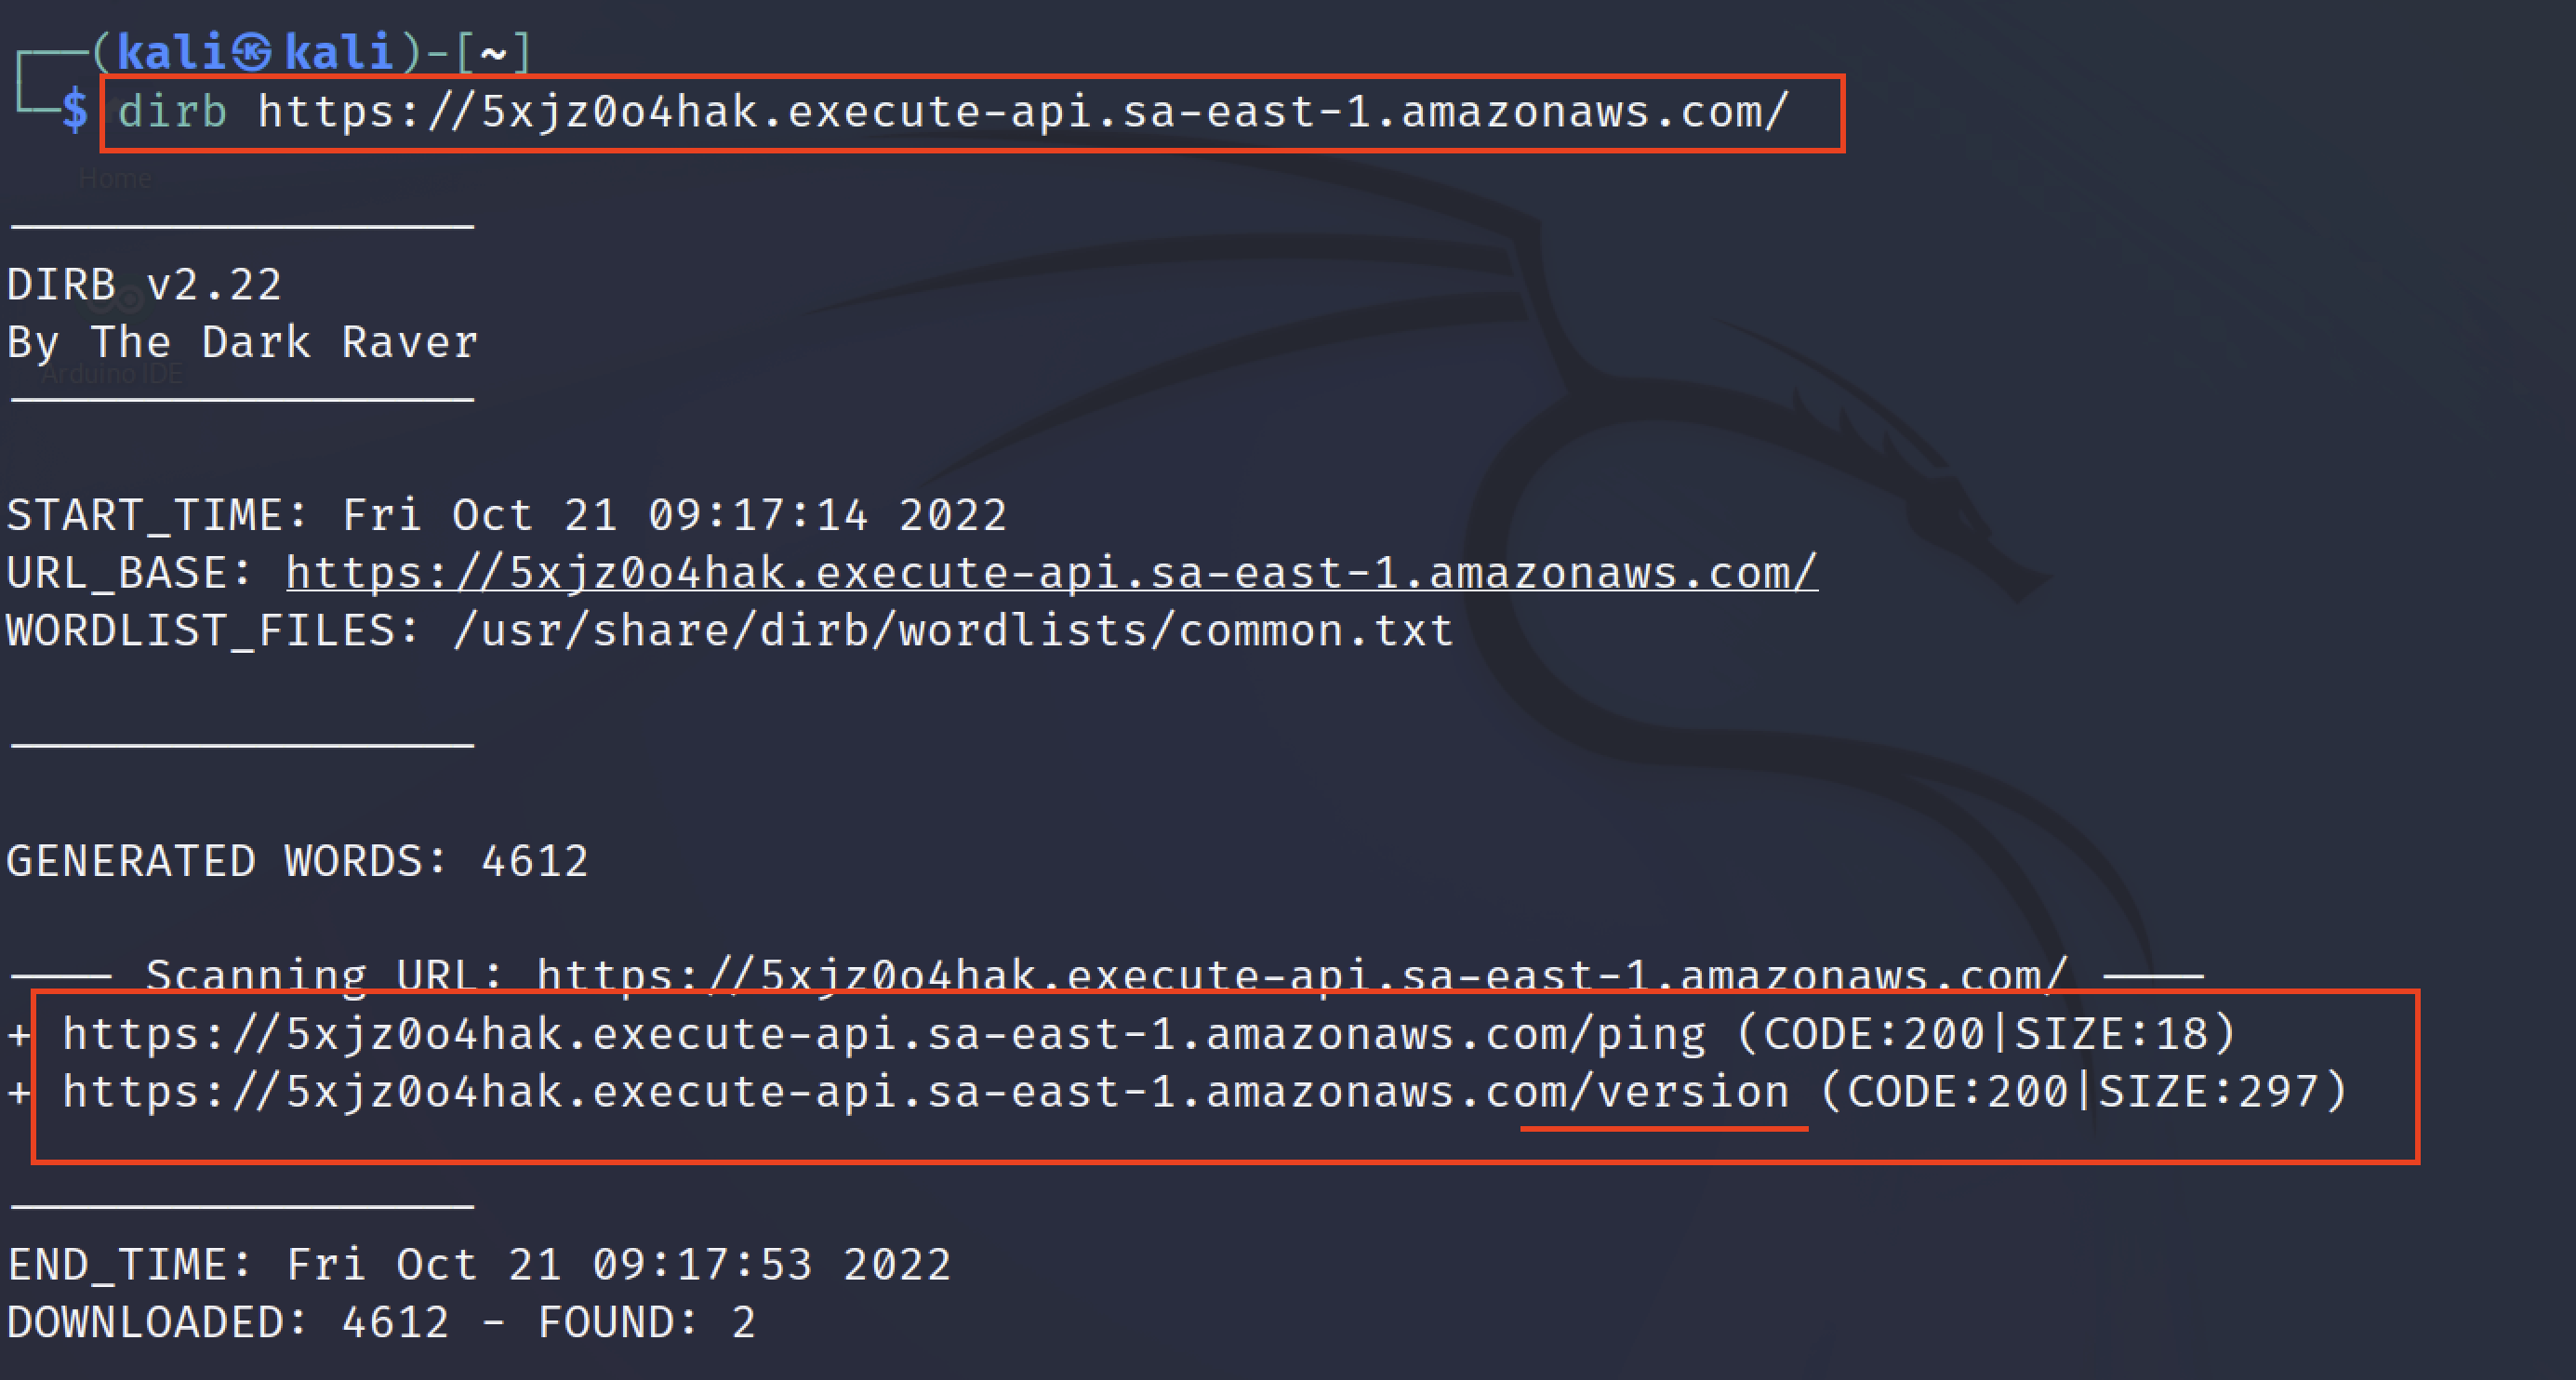 ┌──(kali㉿kali)-[~]
└─$ dirb https://5xjz0o4hak.execute-api.sa-east-1.amazonaws.com/
Home
DIRB v2.22
By The Dark Raver
Arduino IDE
START_TIME: Fri Oct 21 09:17:14 2022
URL_BASE: https://5xjz0o4hak.execute-api.sa-east-1.amazonaws.com/
WORDLIST_FILES: /usr/share/dirb/wordlists/common.txt
GENERATED WORDS: 4612
—— Scanning URL: https://5xjz0o4hak.execute-api.sa-east-1.amazonaws.com/ ——
+ https://5xjz0o4hak.execute-api.sa-east-1.amazonaws.com/ping (CODE:200|SIZE:18)
+ https://5xjz0o4hak.execute-api.sa-east-1.amazonaws.com/version (CODE:200|SIZE:297)
END_TIME: Fri Oct 21 09:17:53 2022
DOWNLOADED: 4612 - FOUND: 2